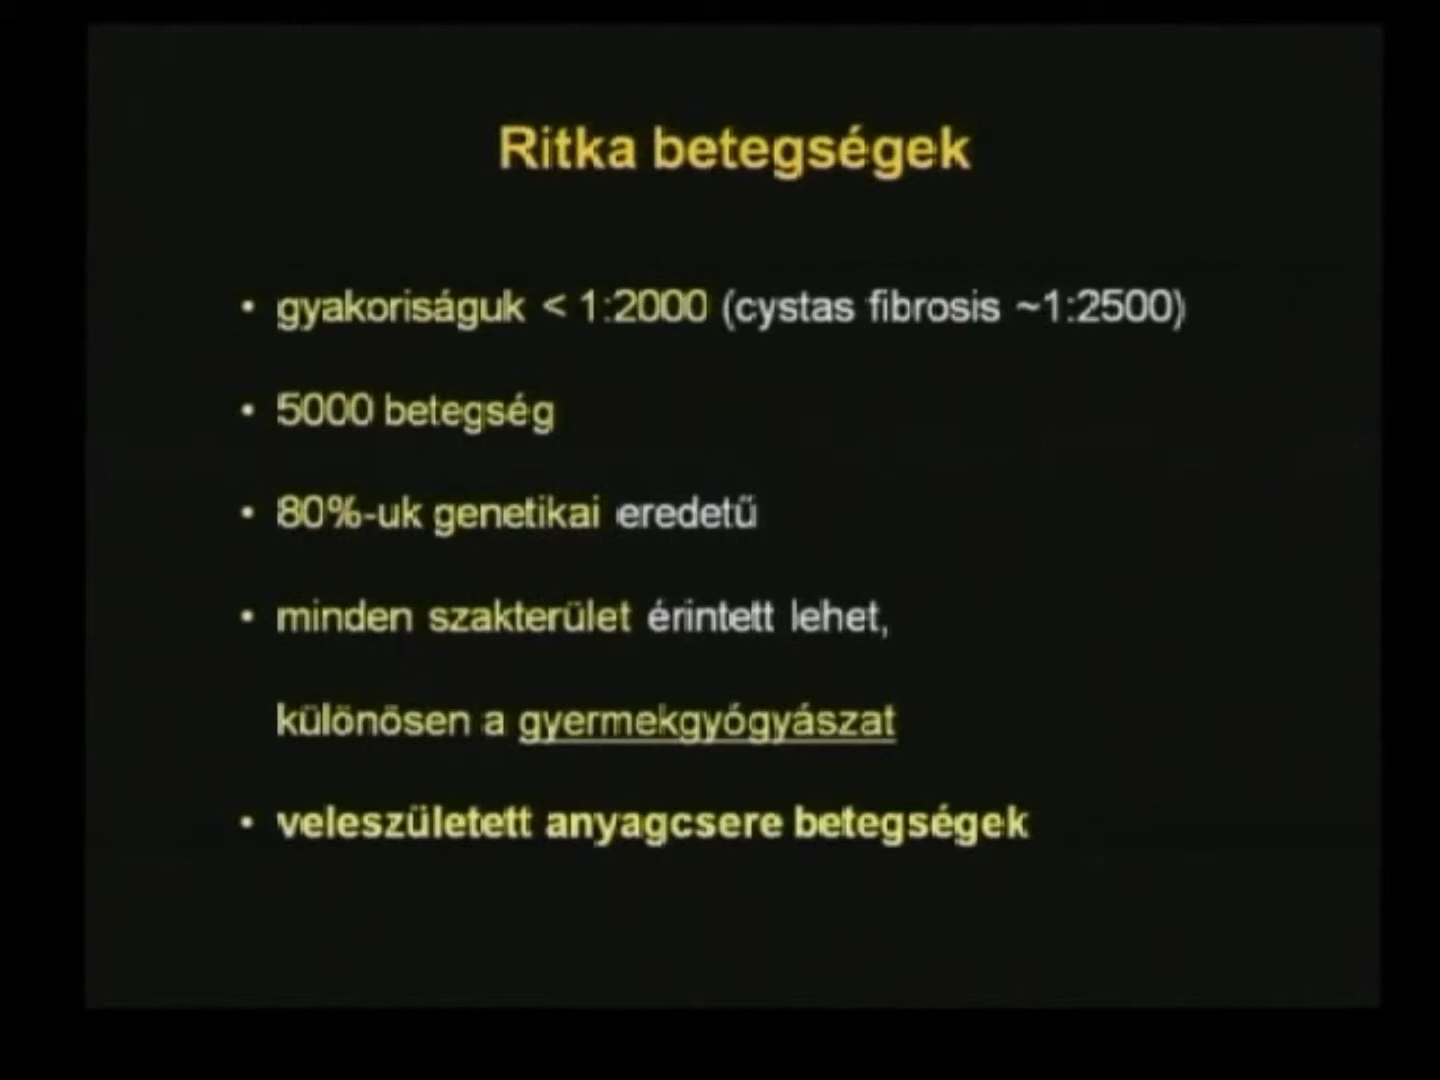 Ritka betegségek
• gyakoriságuk < 1:2000 (cystas fibrosis ~1:2500)
• 5000 betegség
• 80%-uk genetikai eredetű
• minden szakterület érintett lehet,
különösen a gyermekgyógyászat
• veleszületett anyagcsere betegségek